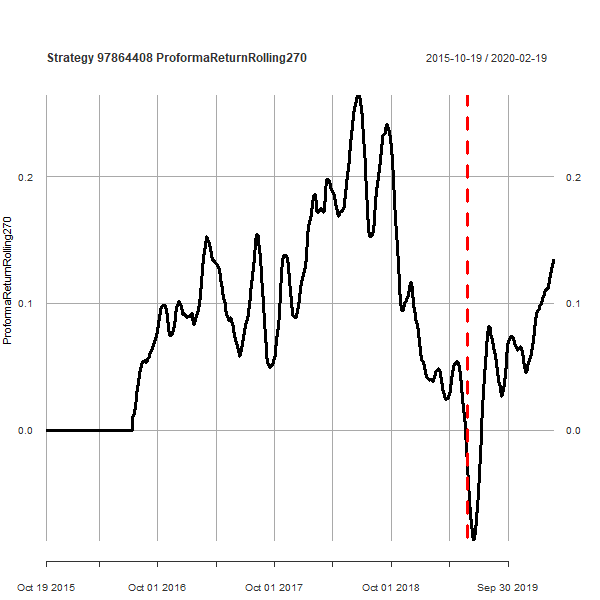 Strategy 97864408 ProformaReturnRolling270
2015-10-19 / 2020-02-19
ProformaReturnRolling270
0.2
0.2
0.1
0.1
0.0
0.0
Oct 19 2015
Oct 01 2016
Oct 01 2017
Oct 01 2018
Sep 30 2019